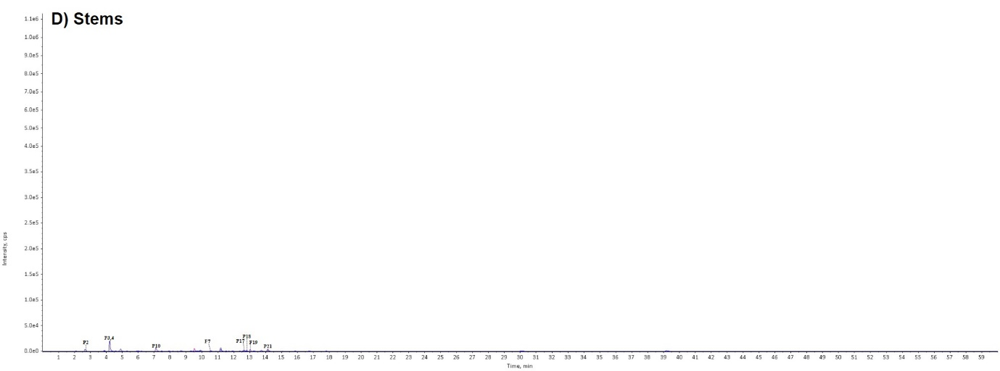 D) Stems
1.1e6
1.0e6
9.0e5
8.0e5
7.0e5
6.0e5
5.0e5
4.0e5
3.5e5
3.0e5
2.5e5
2.0e5
1.5e5
1.0e5
5.0e4
0.0e0
Intensity, cps
P2
P3,4
P10
F7
P17
P18
F19
P21
1 2 3 4 5 6 7 8 9 10 11 12 13 14 15 16 17 18 19 20 21 22 23 24 25 26 27 28 29 30 31 32 33 34 35 36 37 38 39 40 41 42 43 44 45 46 47 48 49 50 51 52 53 54 55 56 57 58 59
Time, min